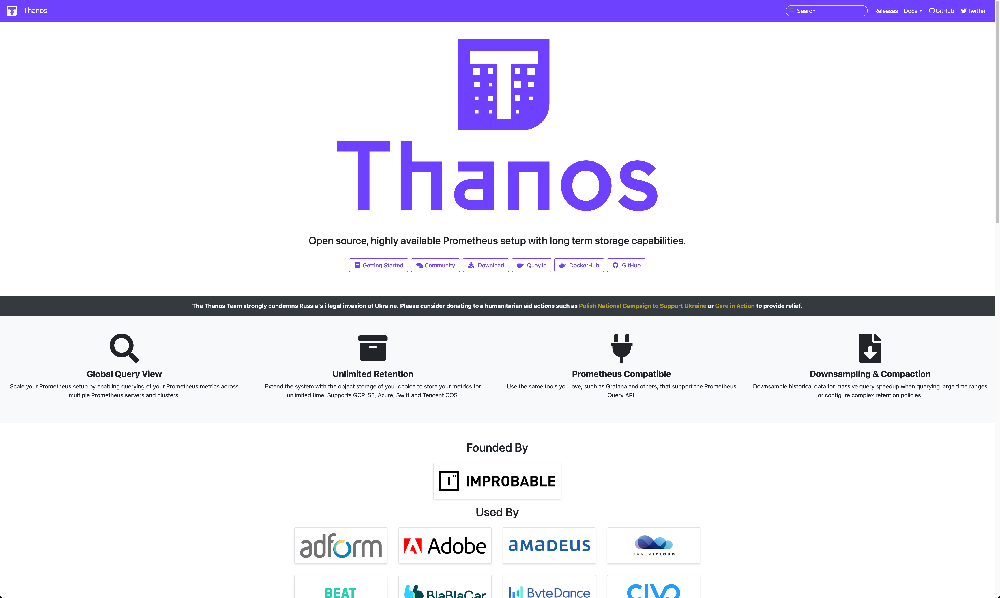 Thanos
Search
Releases
Docs
GitHub
Twitter
T
Thanos
Open source, highly available Prometheus setup with long term storage capabilities.
Getting Started
Community
Download
Quay.io
DockerHub
GitHub
The Thanos Team strongly condemns Russia's illegal invasion of Ukraine. Please consider donating to a humanitarian aid actions such as Polish National Campaign to Support Ukraine or Care in Action to provide relief.
Global Query View
Scale your Prometheus setup by enabling querying of your Prometheus metrics across
multiple Prometheus servers and clusters.
Unlimited Retention
Extend the system with the object storage of your choice to store your metrics for
unlimited time. Supports GCP, S3, Azure, Swift and Tencent COS.
Prometheus Compatible
Use the same tools you love, such as Grafana and others, that support the Prometheus
Query API.
Downsampling & Compaction
Downsample historical data for massive query speedup when querying large time ranges
or configure complex retention policies.
Founded By
IMPROBABLE
Used By
adform
Adobe
amadeus
BANZAICLOUD
BEAT
BlaBlaCar
ByteDance
CIVO